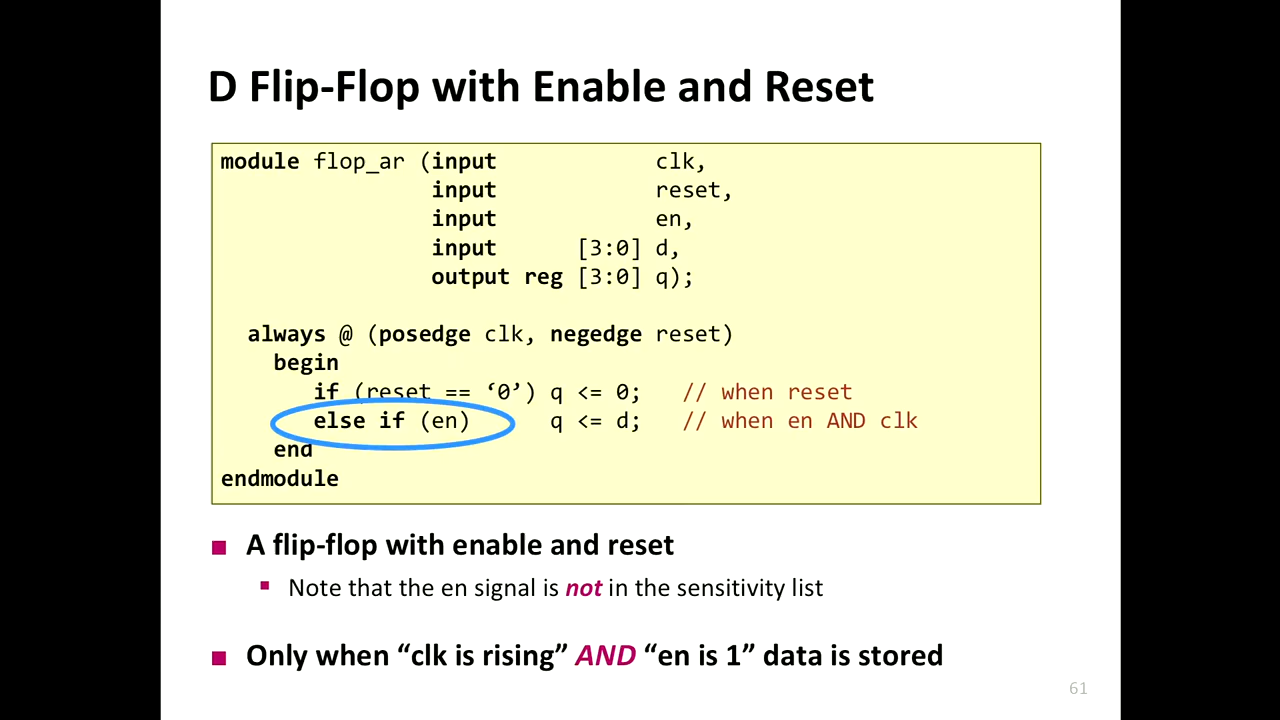 D Flip-Flop with Enable and Reset
module flop_ar (input            clk,
                input            reset,
                input            en,
                input      [3:0] d,
                output reg [3:0] q);
  always @ (posedge clk, negedge reset)
    begin
       if (reset == ‘0’) q <= 0;   // when reset
       else if (en)      q <= d;   // when en AND clk
    end
endmodule
A flip-flop with enable and reset
Note that the en signal is not in the sensitivity list
Only when “clk is rising” AND “en is 1” data is stored
61